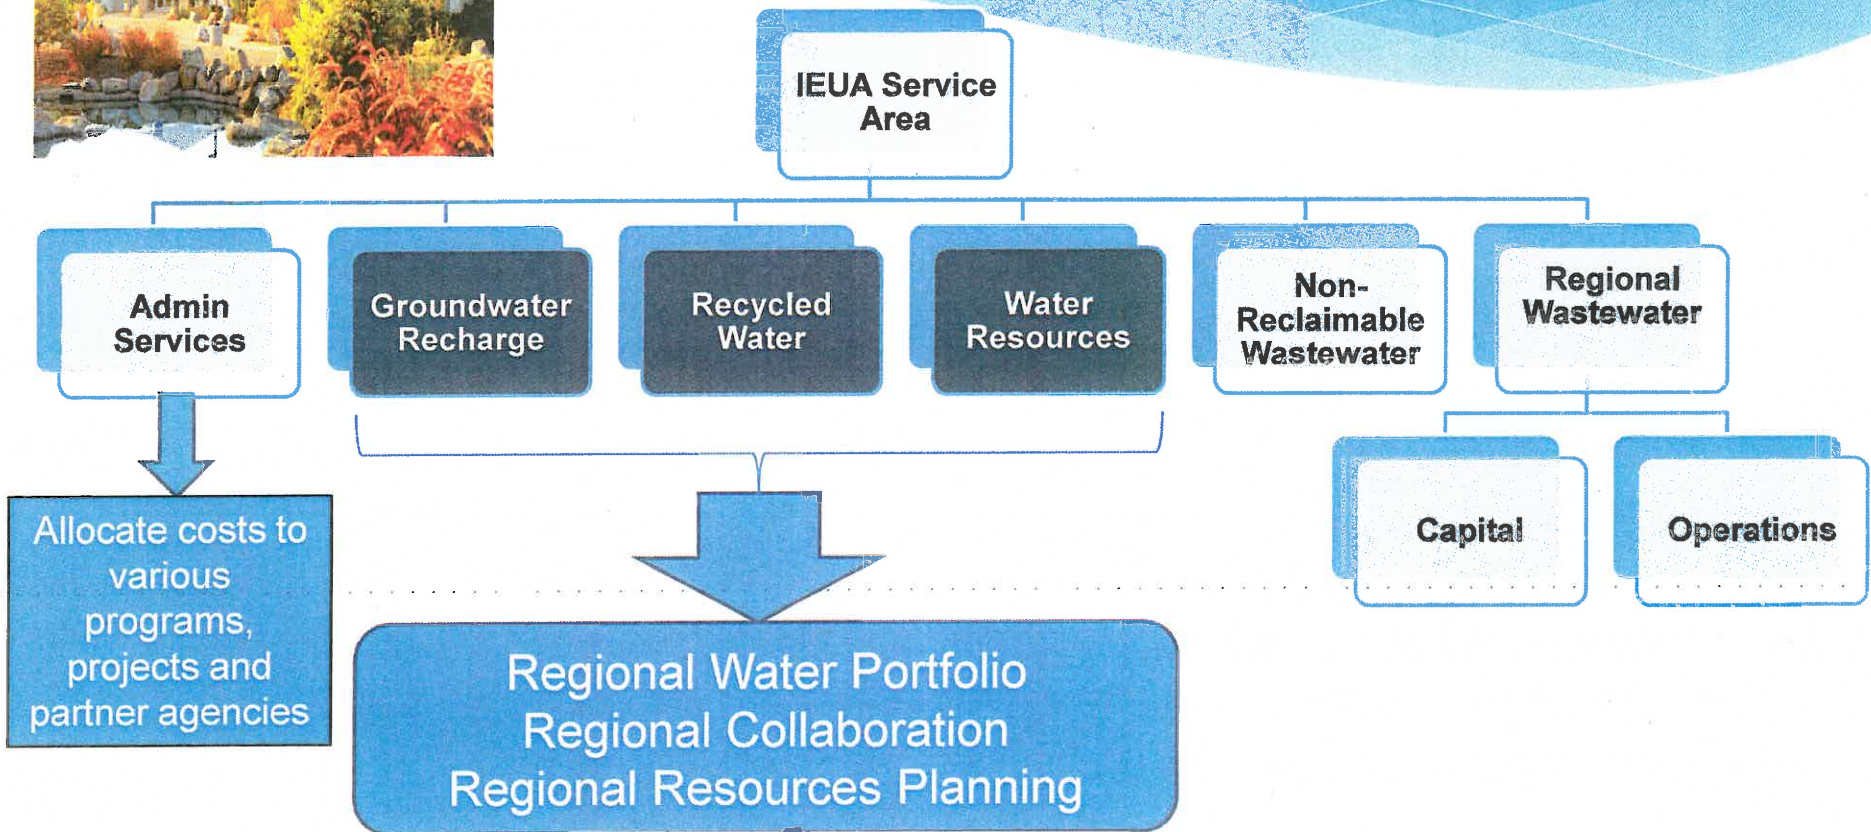 IEUA Service
Area
Admin
Services
Groundwater
Recharge
Recycled
Water
Water
Resources
Non-
Reclaimable
Wastewater
Regional
Wastewater
Capital
Operations
Allocate costs to
various
programs,
projects and
partner agencies
Regional Water Portfolio
Regional Collaboration
Regional Resources Planning